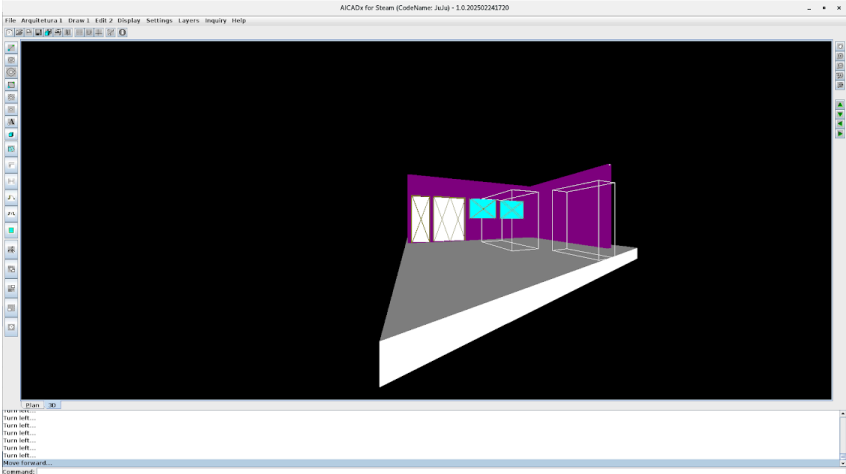 AICADx for Steam (CodeName: JuJu) - 1.0.202502241720
File Arquitetura 1 Draw 1 Edit 2 Display Settings Layers Inquiry Help
Plan 3D
Turn left...
Turn left...
Turn left...
Turn left...
Turn left...
Turn left...
Turn left...
Move forward...
Command: